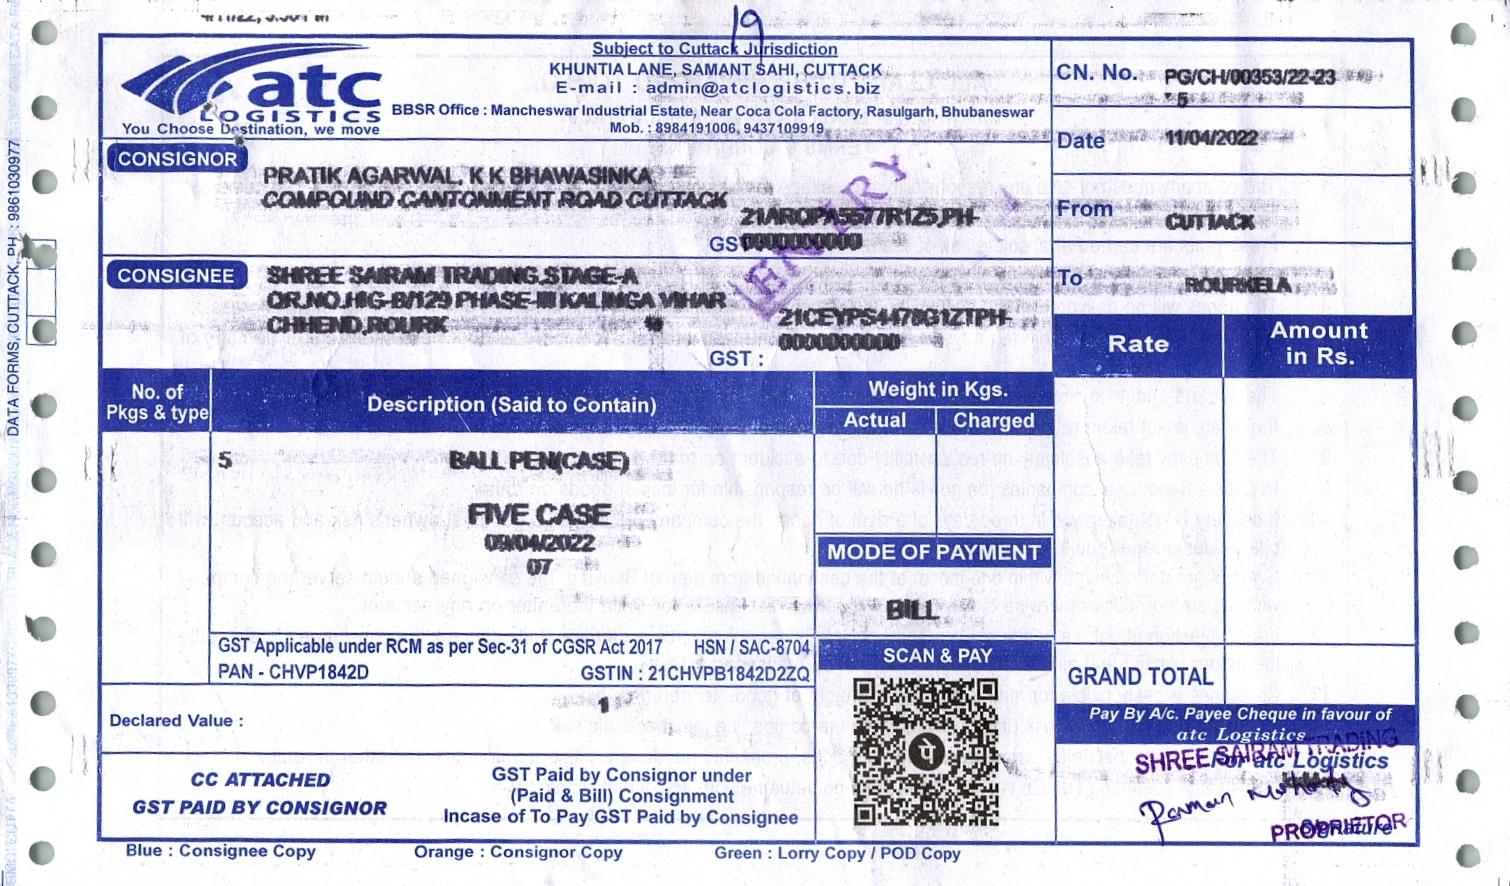 19
atc
LOGISTICS
You Choose Destination, we move
Subject to Cuttack Jurisdiction
KHUNTIA LANE, SAMANT SAHI, CUTTACK
E-mail : admin@atclogistics.biz
BBSR Office : Mancheswar Industrial Estate, Near Coca Cola Factory, Rasulgarh, Bhubaneswar
Mob. : 8984191006, 9437109919
CN. No. PG/CH/00353/22-23
5
Date 11/04/2022
From CUTTACK
To ROURKELA
CONSIGNOR
PRATIK AGARWAL, K K BHAWASINKA
COMPOUND CANTONMENT ROAD CUTTACK
21ARQPA5577R1Z5,PH-
GST 0000000000
ENTRY
CONSIGNEE
SHREE SAIRAM TRADING,STAGE-A
QR.NO.HIG-B/129 PHASE-III KALINGA VIHAR
CHHEND,ROURK
21CEYPS4478G1ZTPH-
0000000000
GST :
Rate
Amount in Rs.
No. of Pkgs & type
Description (Said to Contain)
Weight in Kgs.
Actual Charged
5 BALL PEN(CASE)
FIVE CASE
09/04/2022
07
MODE OF PAYMENT
BILL
GST Applicable under RCM as per Sec-31 of CGSR Act 2017 HSN / SAC-8704
PAN - CHVP1842D GSTIN : 21CHVPB1842D2ZQ
SCAN & PAY
GRAND TOTAL
Declared Value : 1
Pay By A/c. Payee Cheque in favour of
atc Logistics
SHREE SAIRAM TRADING
For atc Logistics
PROPRIETOR
Signature
CC ATTACHED
GST PAID BY CONSIGNOR
GST Paid by Consignor under
(Paid & Bill) Consignment
Incase of To Pay GST Paid by Consignee
Blue : Consignee Copy Orange : Consignor Copy Green : Lorry Copy / POD Copy
DATA FORMS,CUTTACK, PH : 9861030977